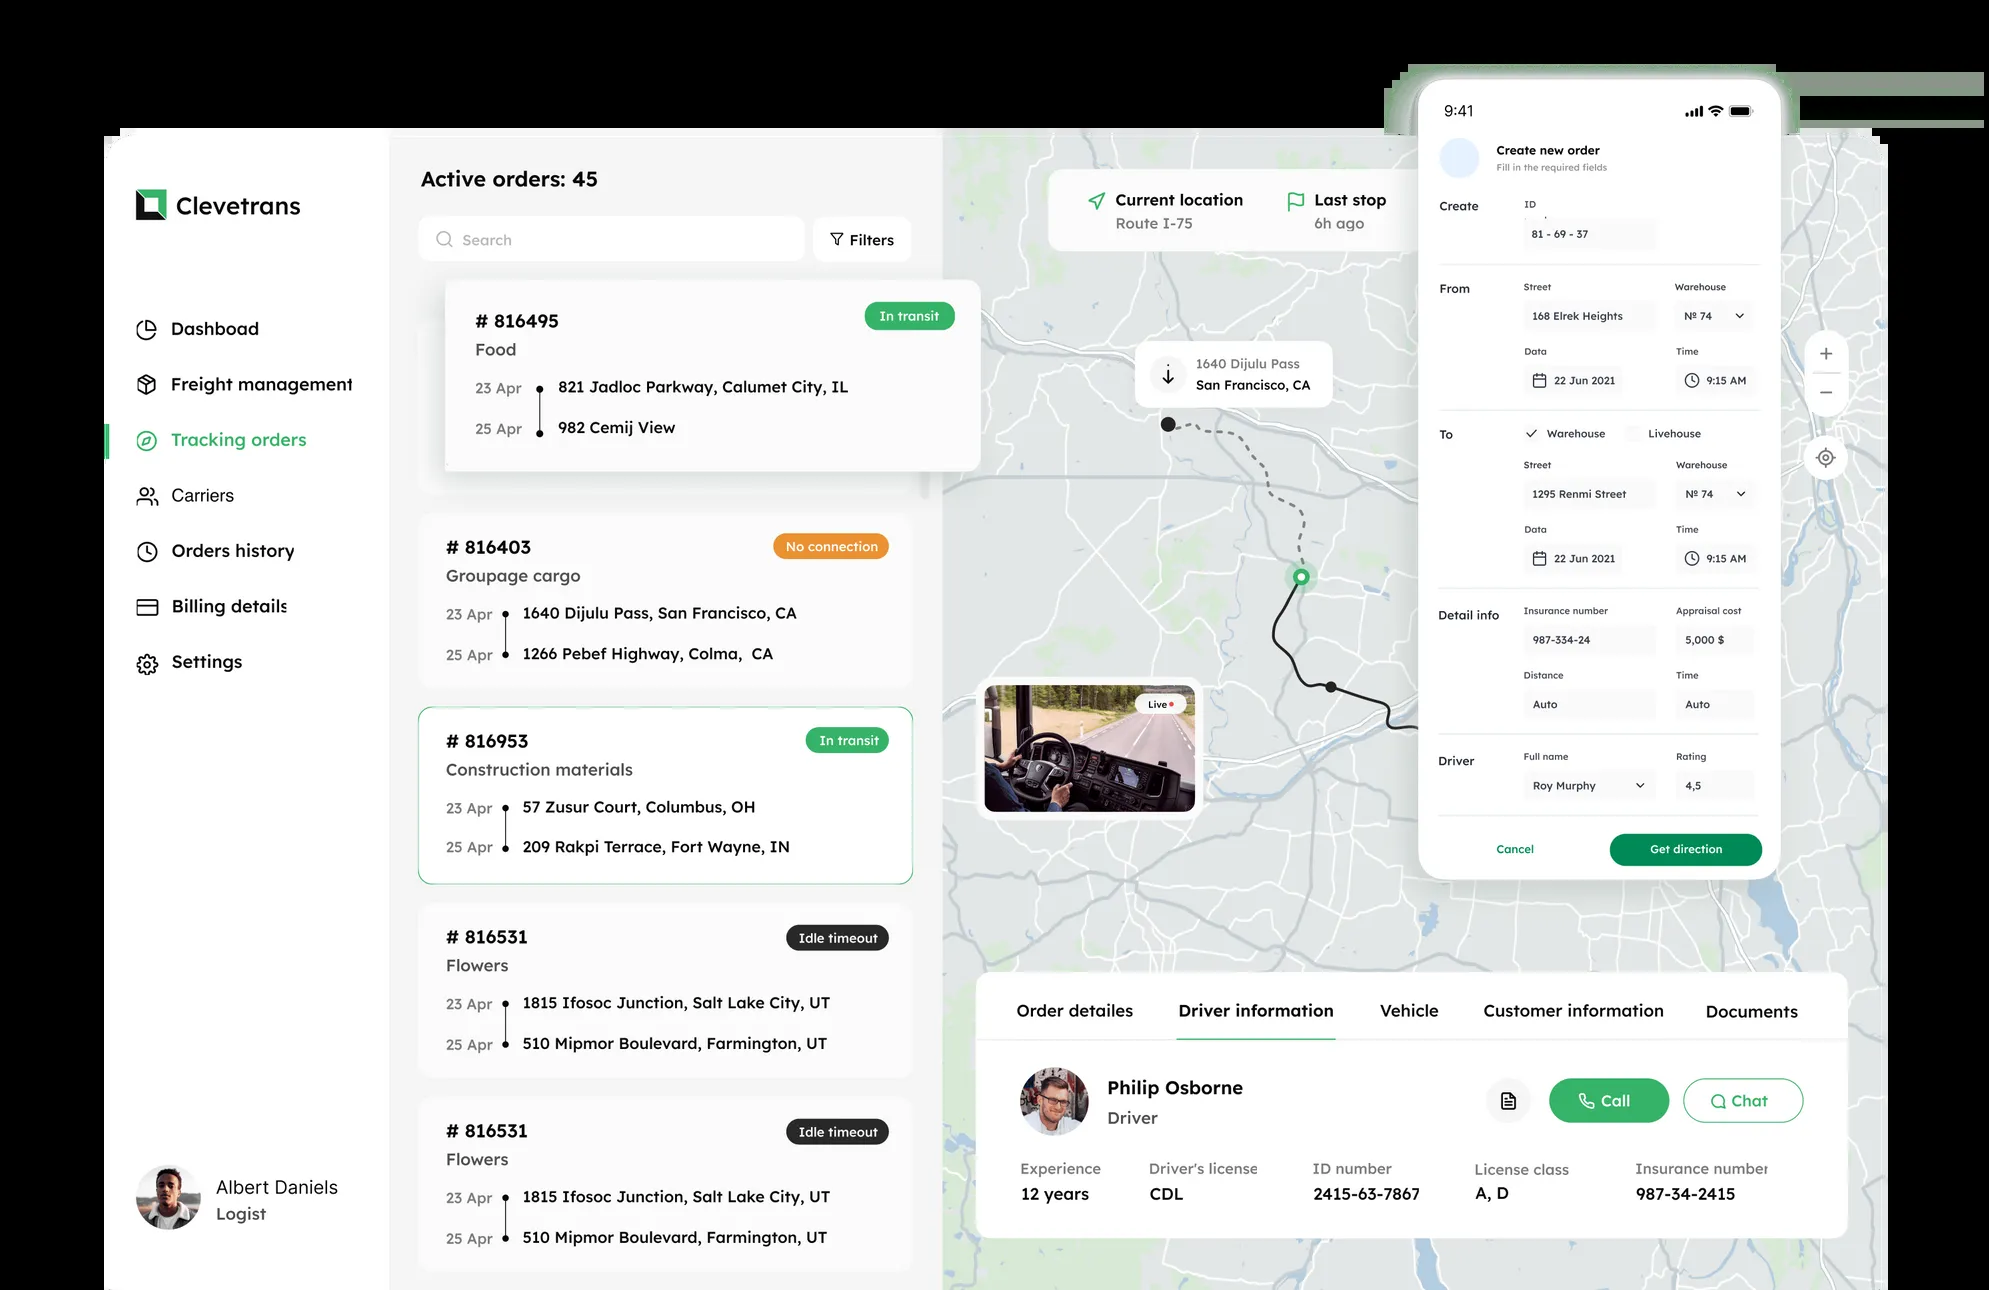 Clevetrans
Dashboad
Freight management
Tracking orders
Carriers
Orders history
Billing details
Settings
Albert Daniels
Logist
Active orders: 45
Search
Filters
# 816495
In transit
Food
23 Apr
821 Jadloc Parkway, Calumet City, IL
25 Apr
982 Cemij View
# 816403
No connection
Groupage cargo
23 Apr
1640 Dijulu Pass, San Francisco, CA
25 Apr
1266 Pebef Highway, Colma, CA
# 816953
In transit
Construction materials
23 Apr
57 Zusur Court, Columbus, OH
25 Apr
209 Rakpi Terrace, Fort Wayne, IN
# 816531
Idle timeout
Flowers
23 Apr
1815 Ifosoc Junction, Salt Lake City, UT
25 Apr
510 Mipmor Boulevard, Farmington, UT
# 816531
Idle timeout
Flowers
23 Apr
1815 Ifosoc Junction, Salt Lake City, UT
25 Apr
510 Mipmor Boulevard, Farmington, UT
Current location
Route I-75
Last stop
6h ago
1640 Dijulu Pass
San Francisco, CA
Live
9:41
Create new order
Fill in the required fields
Create
ID
81 - 69 - 37
From
Street
Warehouse
168 Elrek Heights
№ 74
Data
Time
22 Jun 2021
9:15 AM
To
Warehouse
Livehouse
Street
Warehouse
1295 Renmi Street
№ 74
Data
Time
22 Jun 2021
9:15 AM
Detail info
Insurance number
Appraisal cost
987-334-24
5,000 $
Distance
Time
Auto
Auto
Driver
Full name
Rating
Roy Murphy
4,5
Cancel
Get direction
Order detailes
Driver information
Vehicle
Customer information
Documents
Philip Osborne
Driver
Call
Chat
Experience
12 years
Driver's license
CDL
ID number
2415-63-7867
License class
A, D
Insurance number
987-34-2415